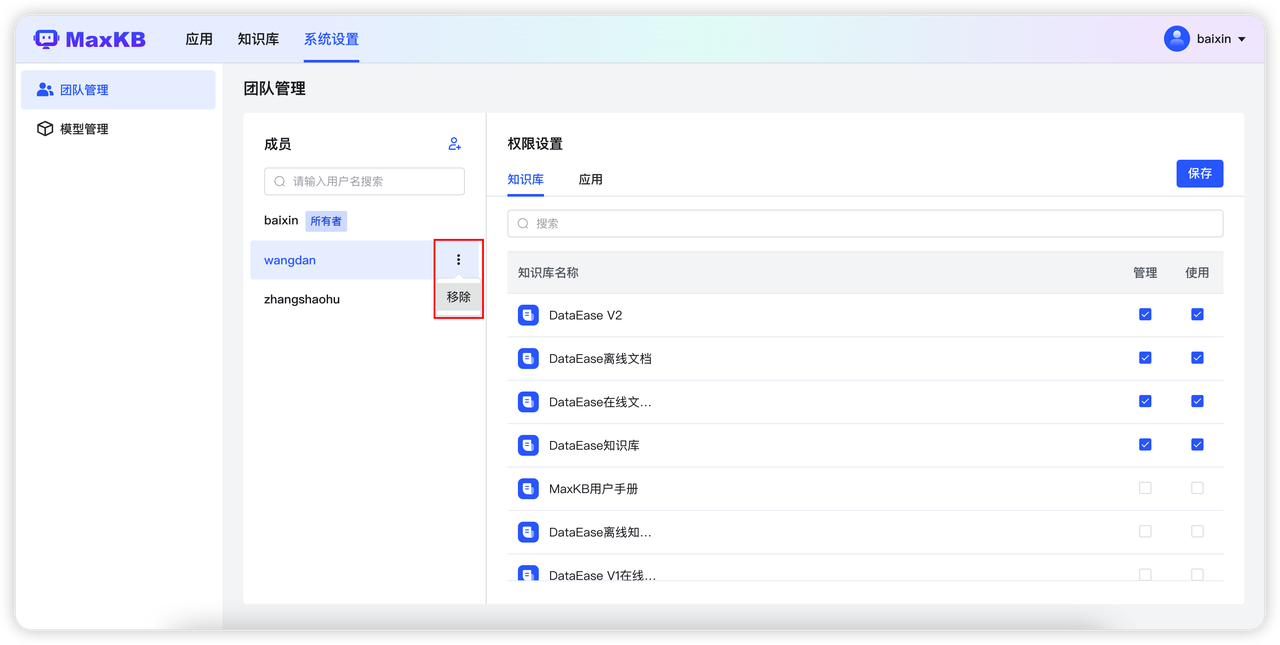 MaxKB 应用 知识库 系统设置 baixin
团队管理
模型管理
团队管理
成员
请输入用户名搜索
baixin 所有者
wangdan
移除
zhangshaohu
权限设置
知识库 应用
保存
搜索
知识库名称 管理 使用
DataEase V2
DataEase离线文档
DataEase在线文...
DataEase知识库
MaxKB用户手册
DataEase离线知...
DataEase V1在线...